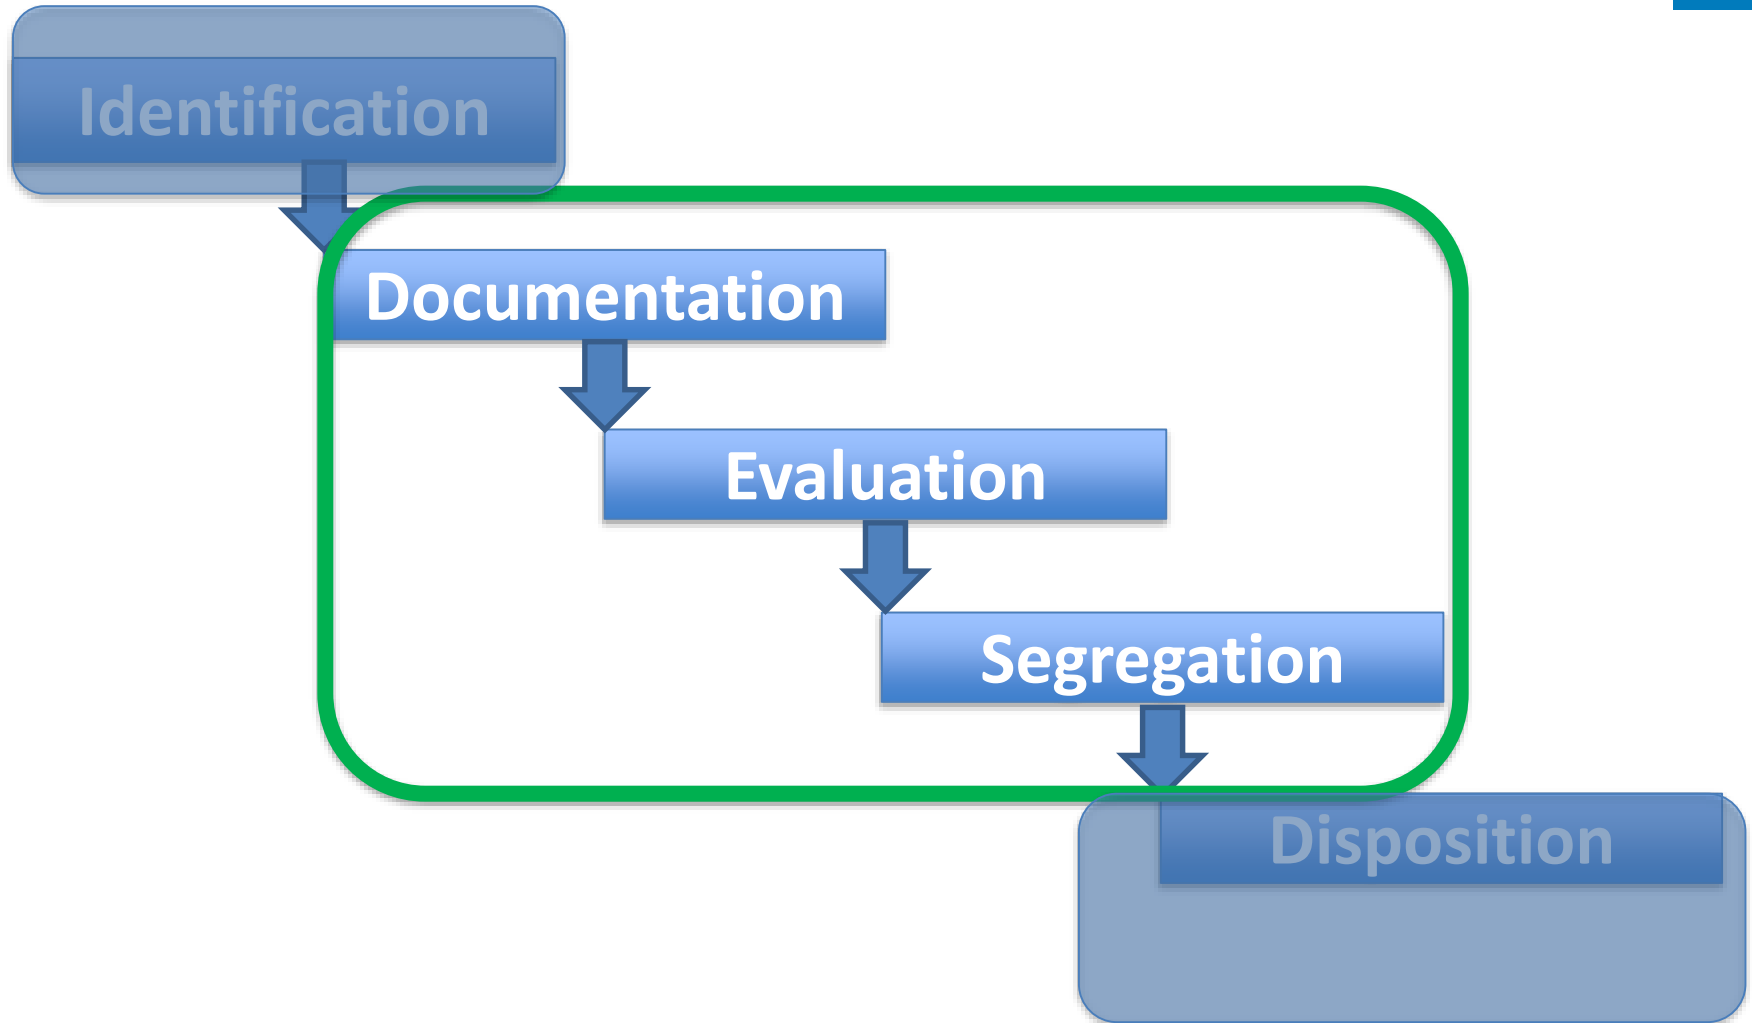 Identification
Documentation
Evaluation
Segregation
Disposition